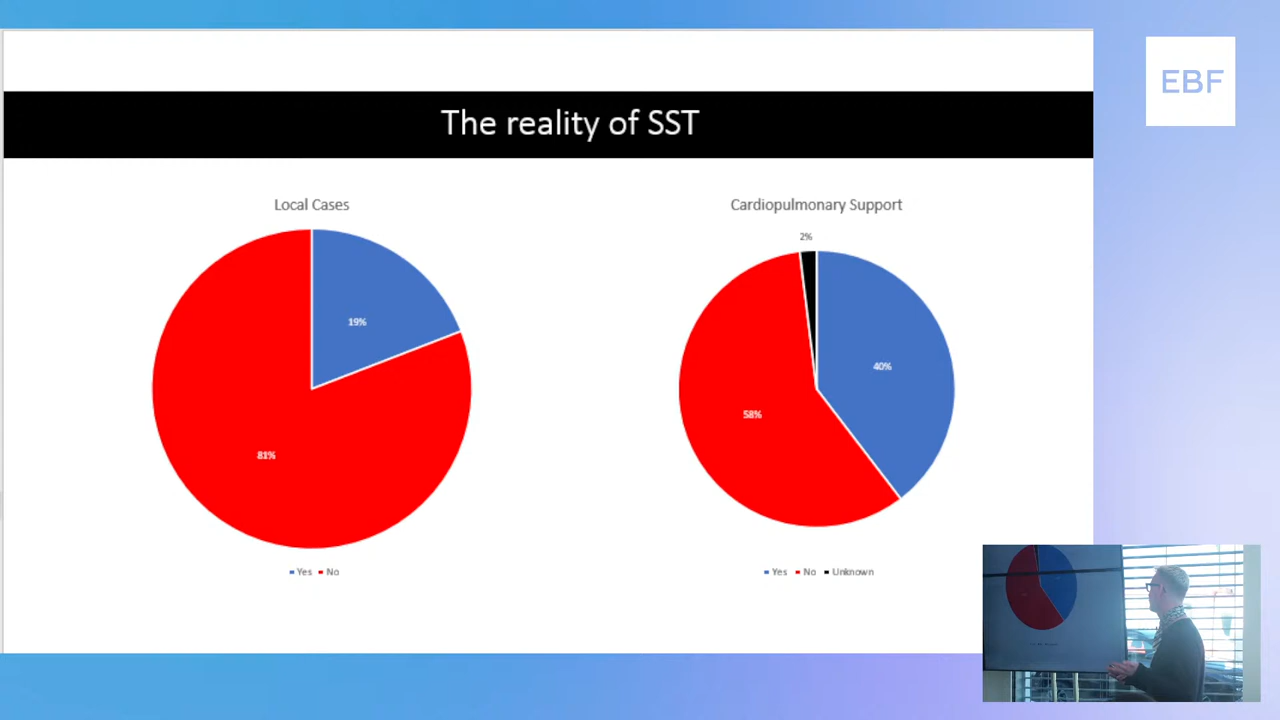 EBF
The reality of SST
Local Cases
19%
81%
Yes No
Cardiopulmonary Support
2%
40%
58%
Yes No Unknown